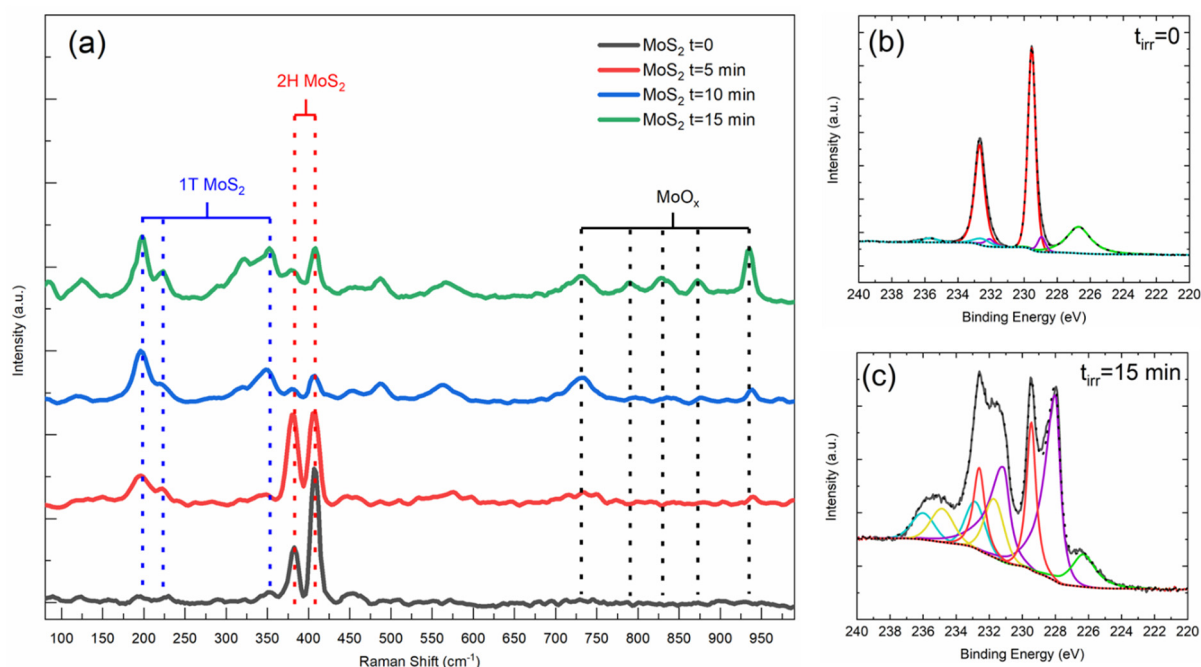 (a)
MoS₂ t=0
MoS₂ t=5 min
MoS₂ t=10 min
MoS₂ t=15 min
2H MoS₂
1T MoS₂
MoOₓ
Intensity (a.u.)
100 150 200 250 300 350 400 450 500 550 600 650 700 750 800 850 900 950
Raman Shift (cm⁻¹)
(b)
tᵢᵣᵣ=0
Intensity (a.u.)
240 238 236 234 232 230 228 226 224 222 220
Binding Energy (eV)
(c)
tᵢᵣᵣ=15 min
Intensity (a.u.)
240 238 236 234 232 230 228 226 224 222 220
Binding Energy (eV)